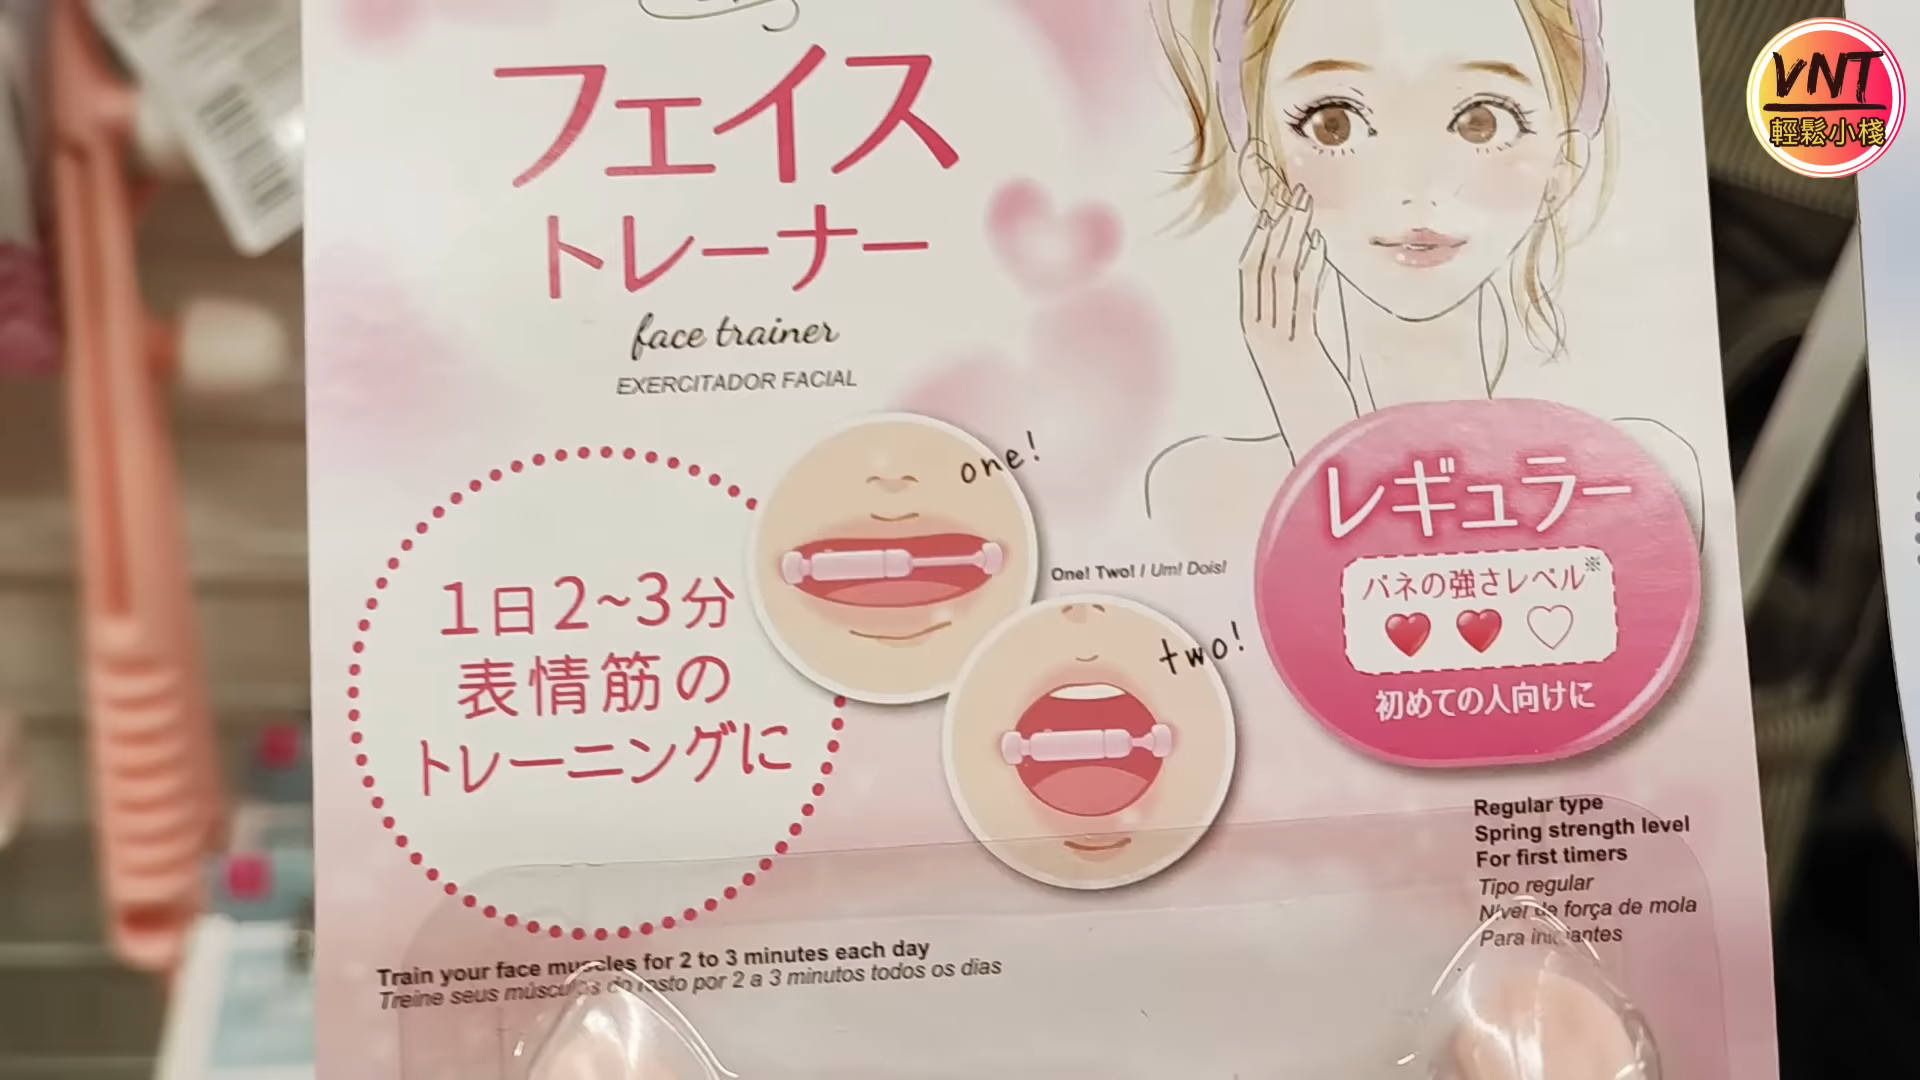 VNT
輕鬆小棧
フェイス
トレーナー
face trainer
EXERCITADOR FACIAL
one!
One! Two! / Um! Dois!
two!
1日2~3分
表情筋の
トレーニングに
レギュラー
バネの強さレベル※
初めての人向けに
Regular type
Spring strength level
For first timers
Tipo regular
Nível de força de mola
Para iniciantes
Train your face muscles for 2 to 3 minutes each day
Treine seus músculos do rosto por 2 a 3 minutos todos os dias